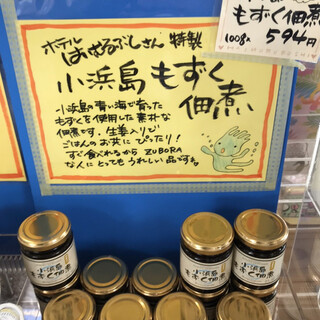 ホテル はいむるぶしさん 特製
小浜島 もずく
佃煮
小浜島の青い海で育った
もずくを使用した素朴な
佃煮です。生姜入りで
ごはんのお共にぴったり！
すぐ食べれるから ZUBORA
な人にとってもうれしい品ですね
もずく佃煮
100g入 594円
小浜島
もずく佃煮
小浜島
もずく佃煮